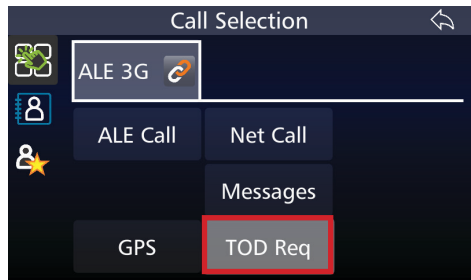 Call Selection
ALE 3G
ALE Call
Net Call
Messages
GPS
TOD Req